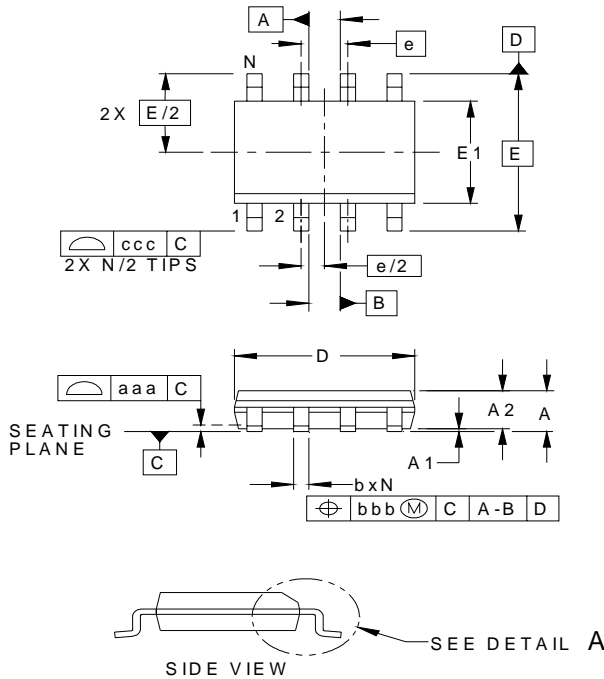 A
e
D
N
2X E/2
E1
E
1 2
ccc C
2X N/2 TIPS
e/2
B
D
aaa C
A2 A
SEATING
PLANE
C
A1
bxN
bbb M C A-B D
SEE DETAIL A
SIDE VIEW